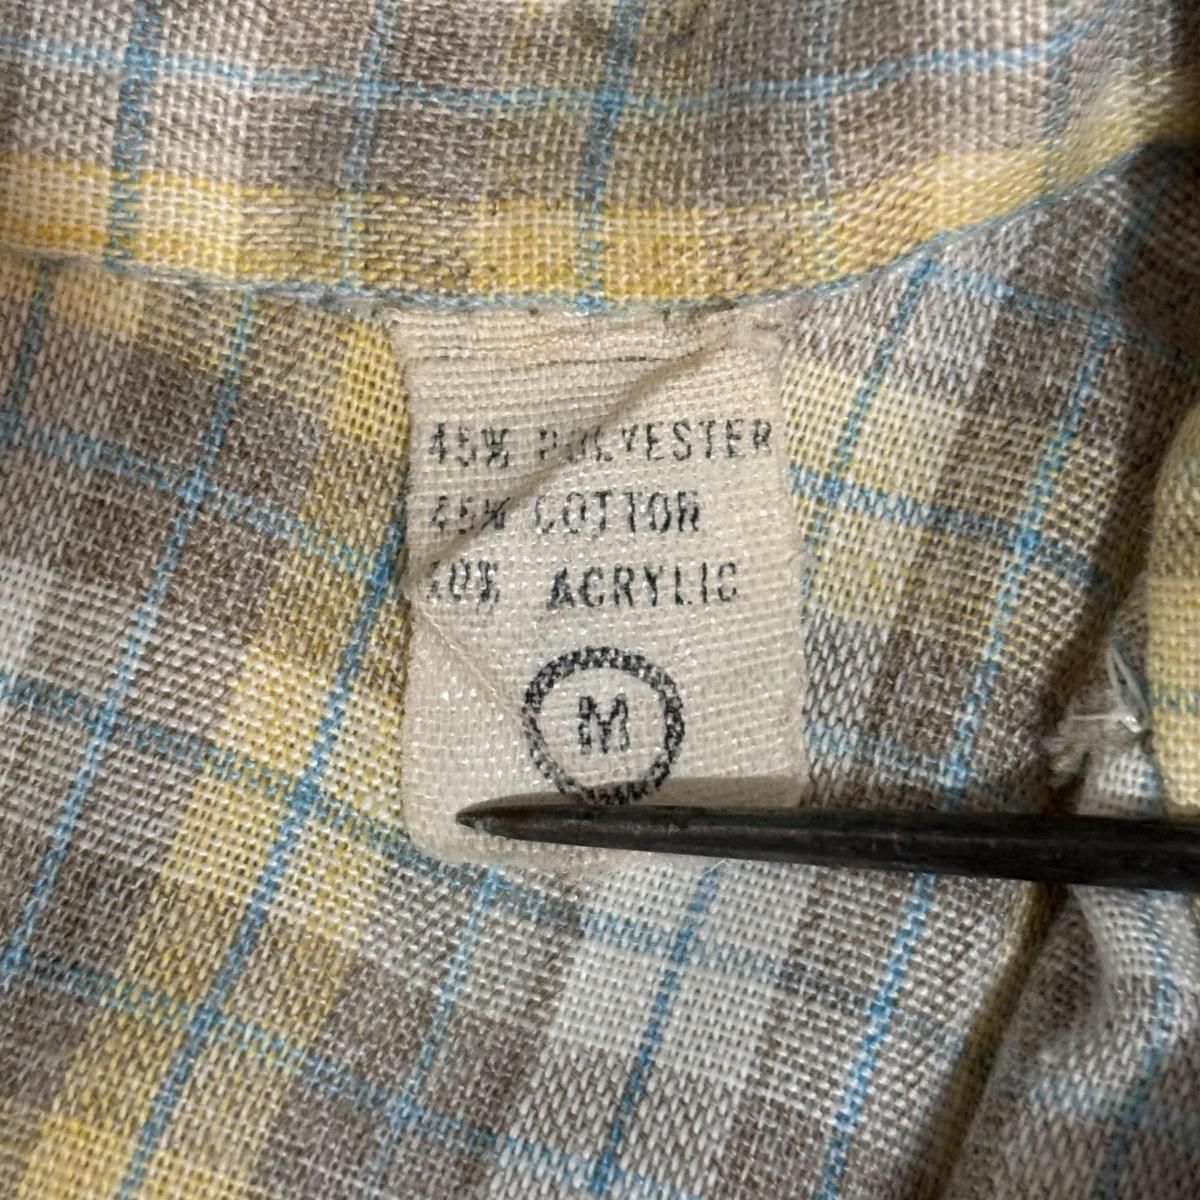 45% POLYESTER
45% COTTON
10% ACRYLIC
M